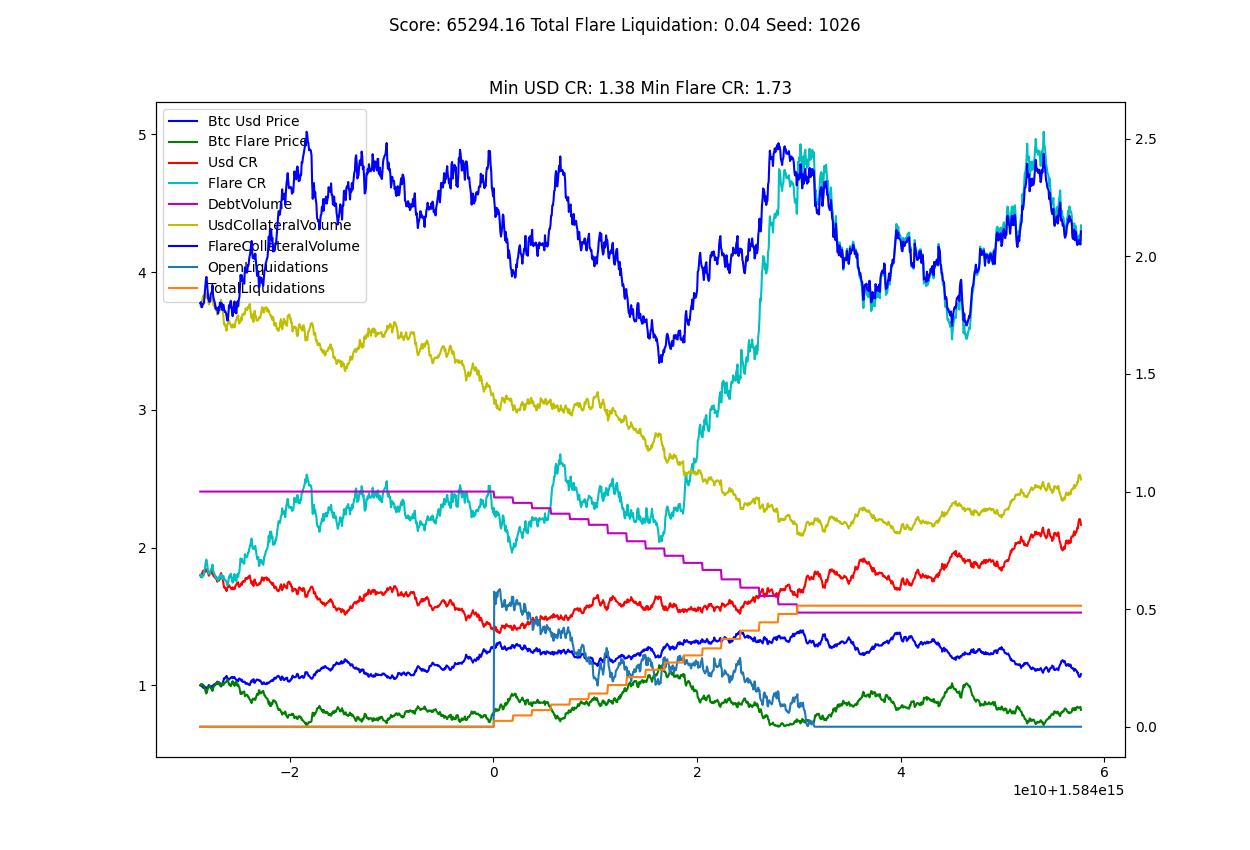 Score: 65294.16 Total Flare Liquidation: 0.04 Seed: 1026
Min USD CR: 1.38 Min Flare CR: 1.73
Btc Usd Price
Btc Flare Price
Usd CR
Flare CR
DebtVolume
UsdCollateralVolume
FlareCollateralVolume
OpenLiquidations
TotalLiquidations
5
4
3
2
1
2.5
2.0
1.5
1.0
0.5
0.0
−2 0 2 4 6
1e10+1.584e15